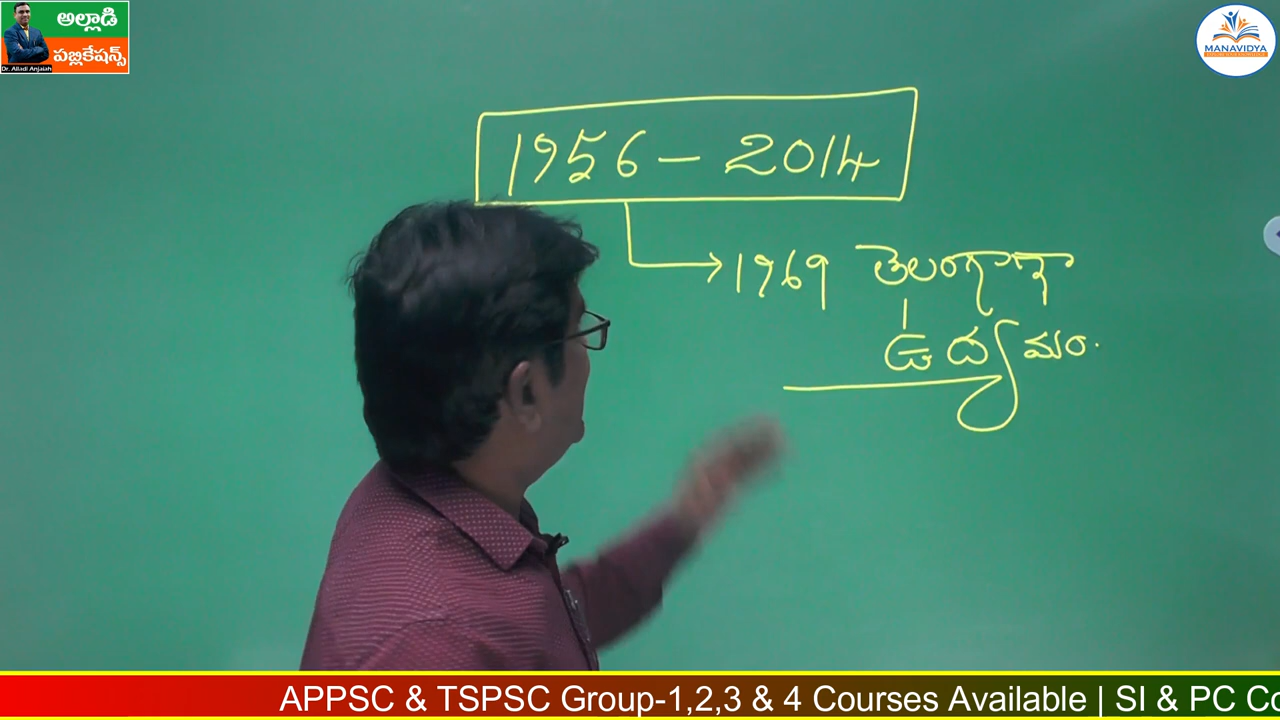 అల్లాడి
పబ్లికేషన్స్
Dr. Alladi Anjaiah
MANAVIDYA
1956 - 2014
1969 తెలంగాణా
ఉద్యమం.
APPSC & TSPSC Group-1,2,3 & 4 Courses Available | SI & PC Co